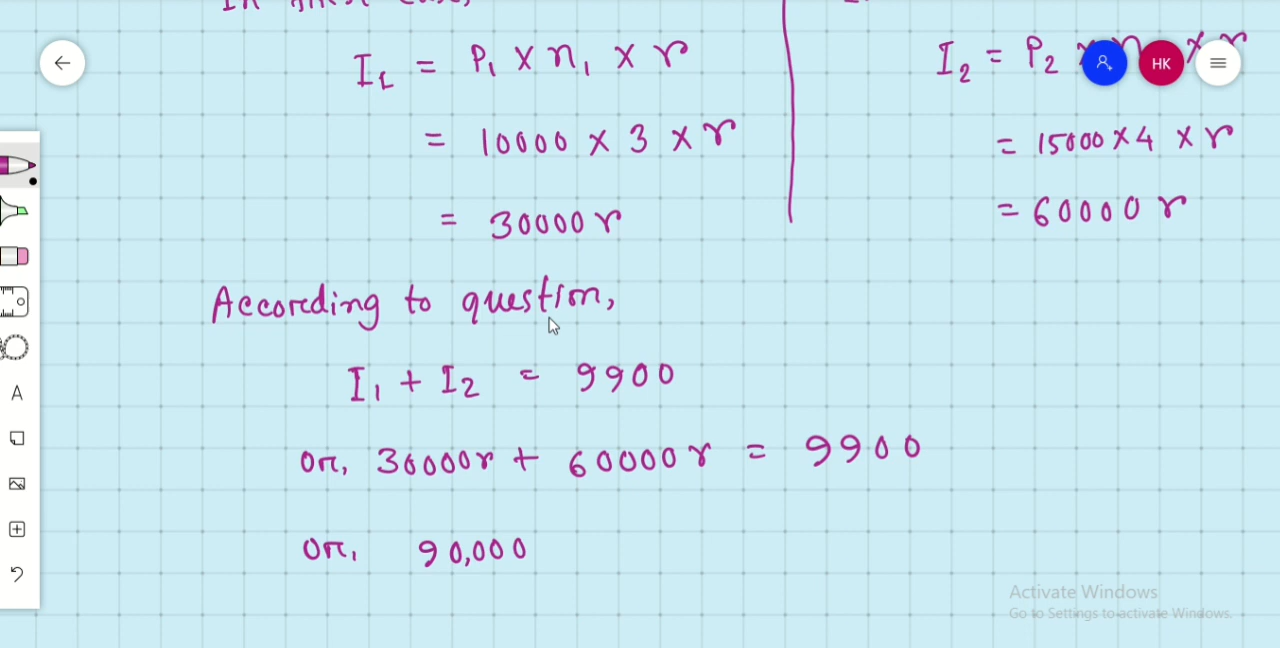 I₁ = P₁ × n₁ × r
= 10000 × 3 × r
= 30000 r
I₂ = P₂ × n × r
= 15000 × 4 × r
= 60000 r
HK
According to question,
I₁ + I₂ = 9900
or, 30000r + 60000r = 9900
or, 90,000
A
Activate Windows
Go to Settings to activate Windows.